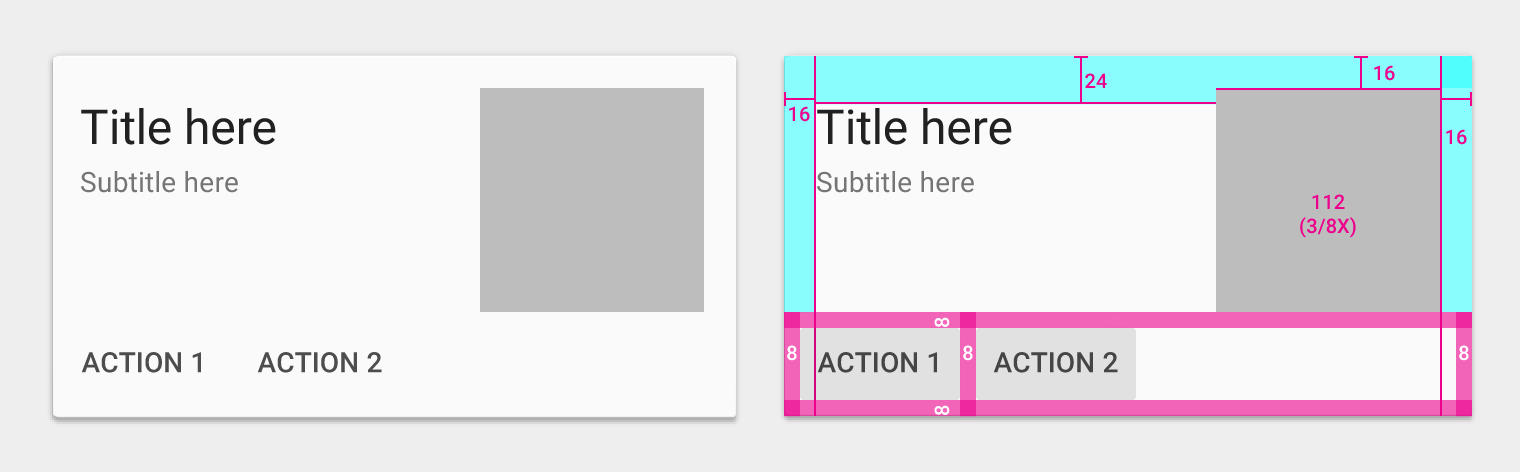 Title here
Subtitle here
ACTION 1 ACTION 2
24
16
16
Title here
16
Subtitle here
112
(3/8X)
8
8 ACTION 1 8 ACTION 2 8
8